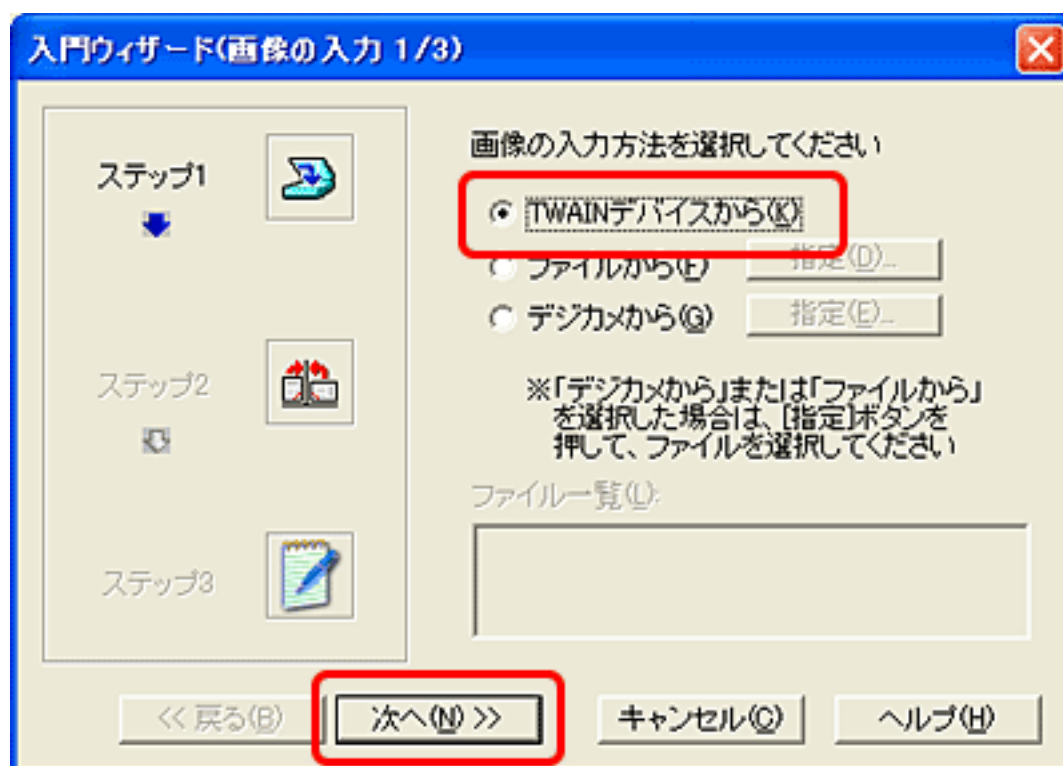 入門ウィザード(画像の入力 1/3)
ステップ1
ステップ2
ステップ3
画像の入力方法を選択してください
TWAINデバイスから(K)
ファイルから(F) 指定(D)...
デジカメから(G) 指定(E)...
※「デジカメから」または「ファイルから」
を選択した場合は、[指定]ボタンを
押して、ファイルを選択してください
ファイル一覧(L):
<< 戻る(B) 次へ(N) >> キャンセル(C) ヘルプ(H)